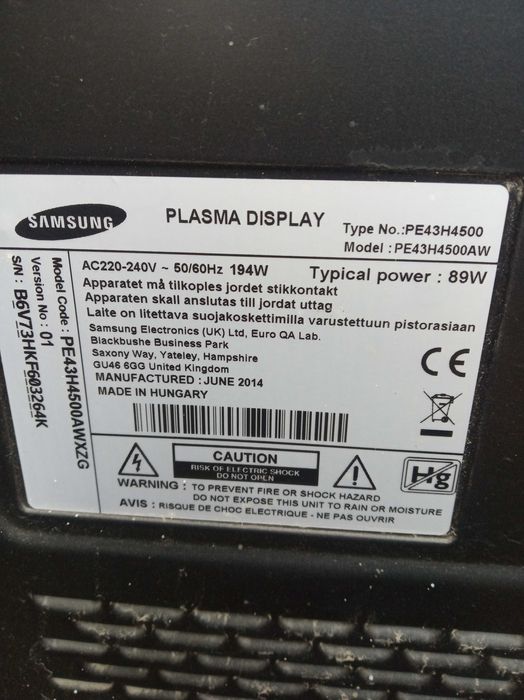 SAMSUNG
PLASMA DISPLAY
Type No.:PE43H4500
Model : PE43H4500AW
AC220-240V ~ 50/60Hz 194W
Typical power : 89W
Apparatet må tilkoples jordet stikkontakt
Apparaten skall anslutas till jordat uttag
Laite on litettava suojakoskettimilla varustettuun pistorasiaan
Samsung Electronics (UK) Ltd, Euro QA Lab.
Blackbushe Business Park
Saxony Way, Yateley, Hampshire
GU46 6GG United Kingdom
MANUFACTURED : JUNE 2014
MADE IN HUNGARY
CE
Model Code : PE43H4500AWXZG
Version No : 01
S/N : B6V73HKF603264K
CAUTION
RISK OF ELECTRIC SHOCK
DO NOT OPEN
!
Hg
WARNING : TO PREVENT FIRE OR SHOCK HAZARD
DO NOT EXPOSE THIS UNIT TO RAIN OR MOISTURE
AVIS : RISQUE DE CHOC ELECTRIQUE - NE PAS OUVRIR